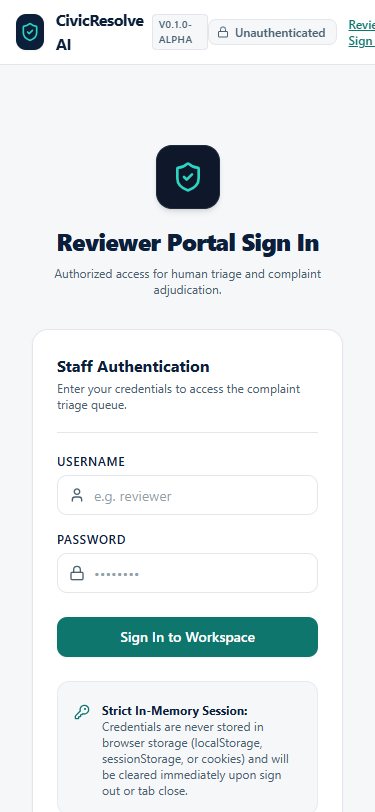 CivicResolve
AI
V0.1.0-
ALPHA
Unauthenticated
Sign
Reviewer Portal Sign In
Authorized access for human triage and complaint
adjudication.
Staff Authentication
Enter your credentials to access the complaint
triage queue.
USERNAME
e.g. reviewer
PASSWORD
••••••••
Sign In to Workspace
Strict In-Memory Session:
Credentials are never stored in
browser storage (localStorage,
sessionStorage, or cookies) and will
be cleared immediately upon sign
out or tab close.